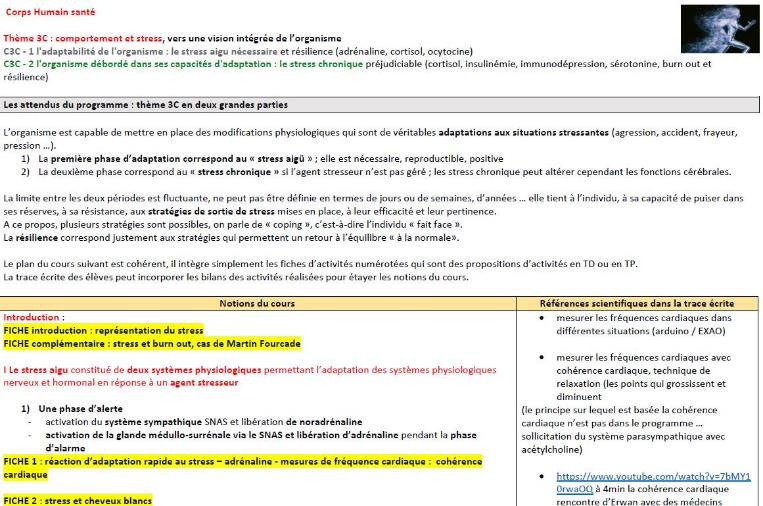 Corps Humain santé
Thème 3C : comportement et stress, vers une vision intégrée de l'organisme
C3C - 1 l'adaptabilité de l'organisme : le stress aigu nécessaire et résilience (adrénaline, cortisol, ocytocine)
C3C - 2 l'organisme débordé dans ses capacités d'adaptation : le stress chronique préjudiciable (cortisol, insulinémie, immunodépression, sérotonine, burn out et
résilience)
Les attendus du programme : thème 3C en deux grandes parties
L'organisme est capable de mettre en place des modifications physiologiques qui sont de véritables adaptations aux situations stressantes (agression, accident, frayeur,
pression …).
1) La première phase d'adaptation correspond au « stress aigü » ; elle est nécessaire, reproductible, positive
2) La deuxième phase correspond au « stress chronique » si l'agent stresseur n'est pas géré ; les stress chronique peut altérer cependant les fonctions cérébrales.
La limite entre les deux périodes est fluctuante, ne peut pas être définie en termes de jours ou de semaines, d'années … elle tient à l'individu, à sa capacité de puiser dans
ses réserves, à sa résistance, aux stratégies de sortie de stress mises en place, à leur efficacité et leur pertinence.
A ce propos, plusieurs stratégies sont possibles, on parle de « coping », c'est-à-dire l'individu « fait face ».
La résilience correspond justement aux stratégies qui permettent un retour à l'équilibre « à la normale».
Le plan du cours suivant est cohérent, il intègre simplement les fiches d'activités numérotées qui sont des propositions d'activités en TD ou en TP.
La trace écrite des élèves peut incorporer les bilans des activités réalisées pour étayer les notions du cours.
Notions du cours
Introduction :
FICHE introduction : représentation du stress
FICHE complémentaire : stress et burn out, cas de Martin Fourcade
I Le stress aigu constitué de deux systèmes physiologiques permettant l'adaptation des systèmes physiologiques
nerveux et hormonal en réponse à un agent stresseur
1) Une phase d'alerte
- activation du système sympathique SNAS et libération de noradrénaline
- activation de la glande médullo-surrénale via le SNAS et libération d'adrénaline pendant la phase
d'alarme
FICHE 1 : réaction d'adaptation rapide au stress – adrénaline - mesures de fréquence cardiaque : cohérence
cardiaque
FICHE 2 : stress et cheveux blancs
Références scientifiques dans la trace écrite
• mesurer les fréquences cardiaques dans
différentes situations (arduino / EXAO)
• mesurer les fréquences cardiaques avec
cohérence cardiaque, technique de
relaxation (les points qui grossissent et
diminuent
(le principe sur lequel est basée la cohérence
cardiaque n'est pas dans le programme …
sollicitation du système parasympathique avec
acétylcholine)
• https://www.youtube.com/watch?v=7bMY1
0rwaOQ à 4min la cohérence cardiaque
rencontre d'Erwan avec des médecins